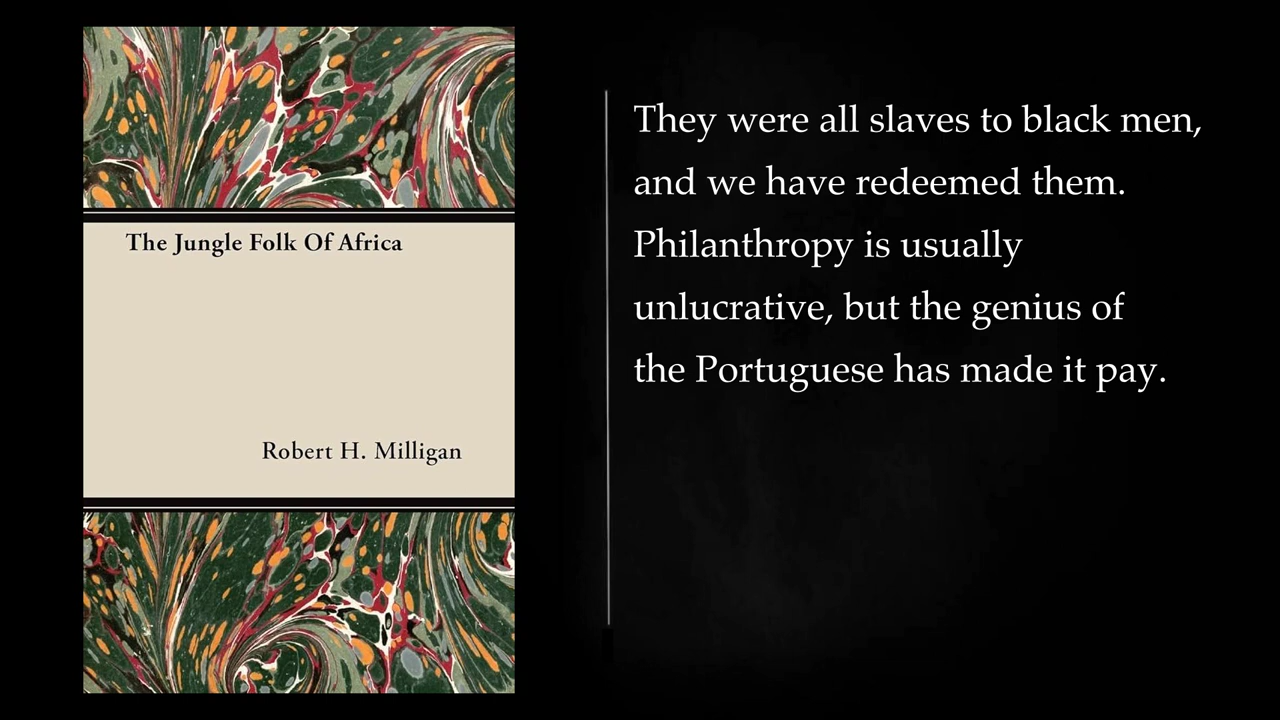 The Jungle Folk Of Africa
Robert H. Milligan
They were all slaves to black men,
and we have redeemed them.
Philanthropy is usually
unlucrative, but the genius of
the Portuguese has made it pay.